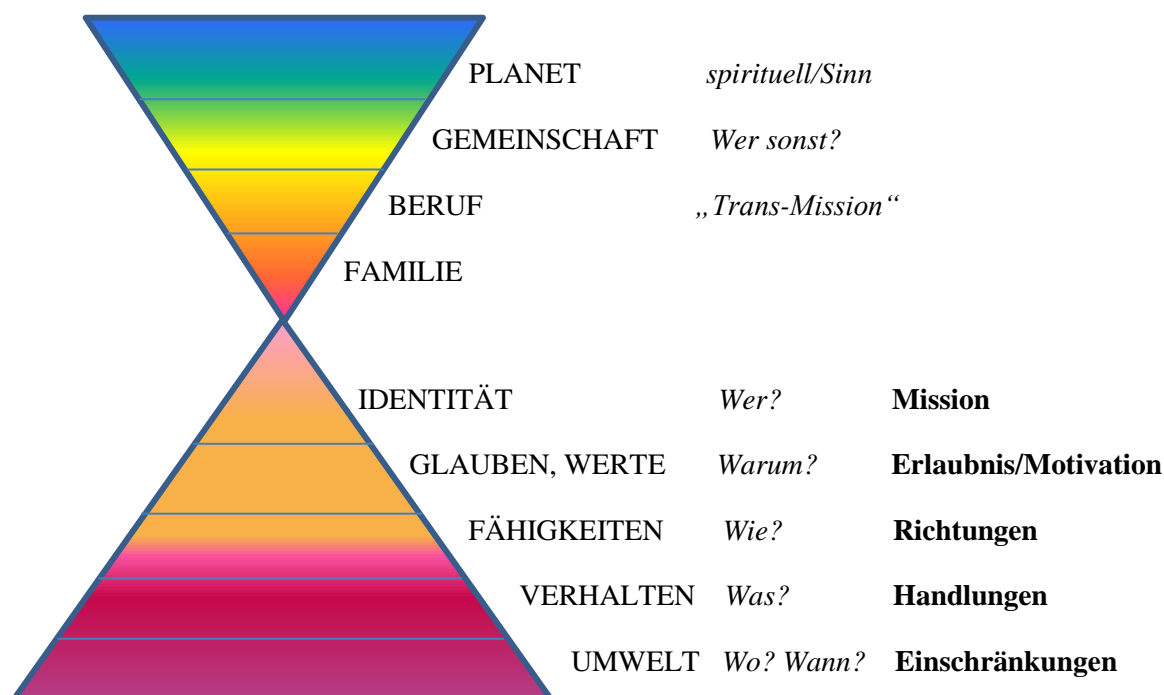 PLANET spirituell/Sinn
GEMEINSCHAFT Wer sonst?
BERUF „Trans-Mission“
FAMILIE
IDENTITÄT Wer? Mission
GLAUBEN, WERTE Warum? Erlaubnis/Motivation
FÄHIGKEITEN Wie? Richtungen
VERHALTEN Was? Handlungen
UMWELT Wo? Wann? Einschränkungen